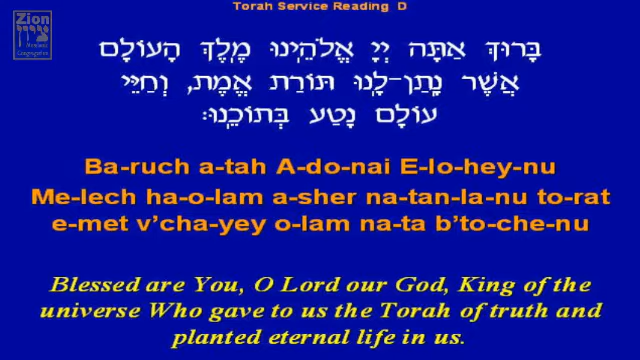 Torah Service Reading D
Zion
ציון
Messianic
Congregation
בָּרוּךְ אַתָּה יְיָ אֱלֹהֵֽינוּ מֶֽלֶךְ הָעוֹלָם
אֲשֶׁר נָֽתַן־לָֽנוּ תּוֹרַת אֱמֶת, וְחַיֵּי
עוֹלָם נָטַע בְּתוֹכֵֽנוּ:
Ba-ruch a-tah A-do-nai E-lo-hey-nu
Me-lech ha-o-lam a-sher na-tan-la-nu to-rat
e-met v'cha-yey o-lam na-ta b'to-che-nu
Blessed are You, O Lord our God, King of the
universe Who gave to us the Torah of truth and
planted eternal life in us.